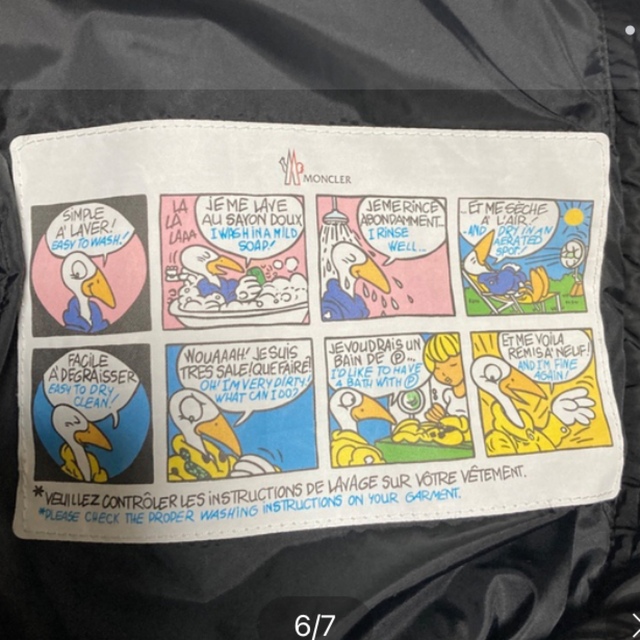 MONCLER
SIMPLE
A' LAVER!
EASY TO WASH!
LA
LA
LAAA
JE ME LAVE
AU SAVON DOUX
I WASH IN A MILD
SOAP!
JE ME RINCE
ABONDAMMENT..
I RINSE
WELL...
..ET ME SÈCHE
A' L'AIR..
..AND DRY IN AN
AERATED
SPOT..
FACILE
A' DEGRAISSER
EASY TO DRY
CLEAN!
WOUAAAH! JE SUIS
TRES SALE! QUE FAIRE?
OH! I'M VERY DIRTY!
WHAT CAN I DO?
JE VOUDRAIS UN
BAIN DE Ⓟ...
I'D LIKE TO HAVE
A BATH WITH Ⓟ
ET ME VOILA
REMIS A' NEUF!
AND I'M FINE
AGAIN!
*VEUILLEZ CONTRÔLER LES INSTRUCTIONS DE LAVAGE SUR VÔTRE VÊTEMENT.
*PLEASE CHECK THE PROPER WASHING INSTRUCTIONS ON YOUR GARMENT.
6/7